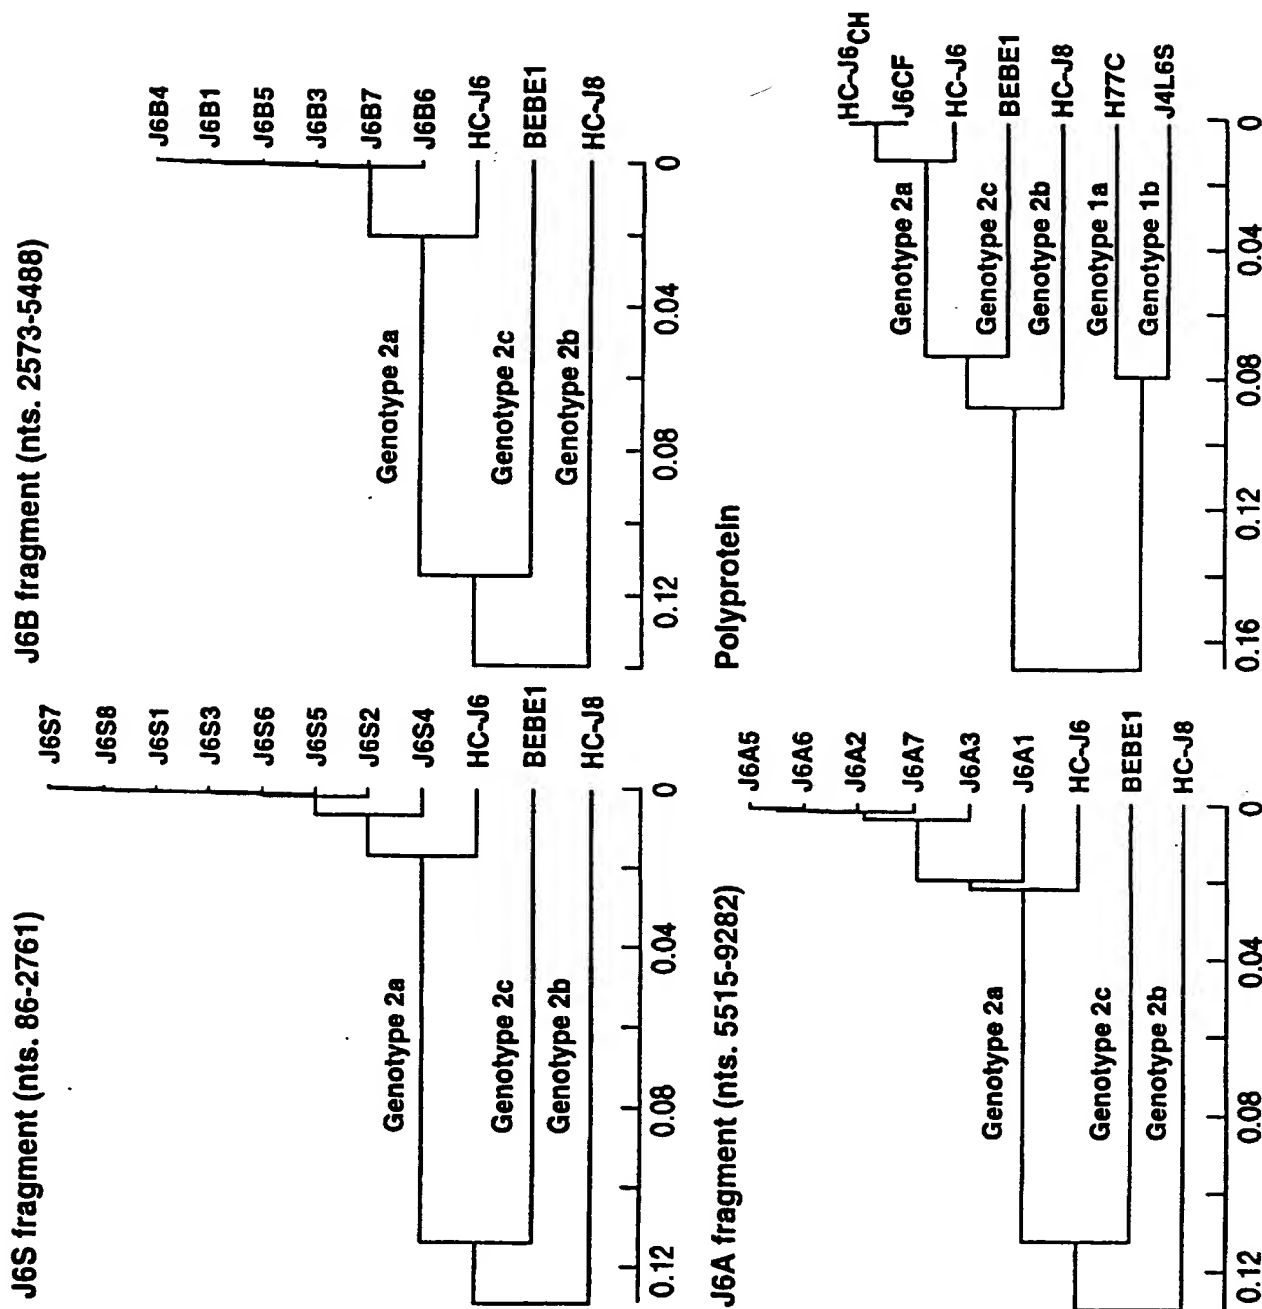 J6S fragment (nts. 86-2761)
J6S7
J6S8
J6S1
J6S3
J6S6
J6S5
J6S2
J6S4
HC-J6
BEBE1
HC-J8
Genotype 2a
Genotype 2c
Genotype 2b
0.12 0.08 0.04 0
J6B fragment (nts. 2573-5488)
J6B4
J6B1
J6B5
J6B3
J6B7
J6B6
HC-J6
BEBE1
HC-J8
Genotype 2a
Genotype 2c
Genotype 2b
0.12 0.08 0.04 0
J6A fragment (nts. 5515-9282)
J6A5
J6A6
J6A2
J6A7
J6A3
J6A1
HC-J6
BEBE1
HC-J8
Genotype 2a
Genotype 2c
Genotype 2b
0.12 0.08 0.04 0
Polyprotein
HC-J6CH
J6CF
HC-J6
BEBE1
HC-J8
H77C
J4L6S
Genotype 2a
Genotype 2c
Genotype 2b
Genotype 1a
Genotype 1b
0.16 0.12 0.08 0.04 0